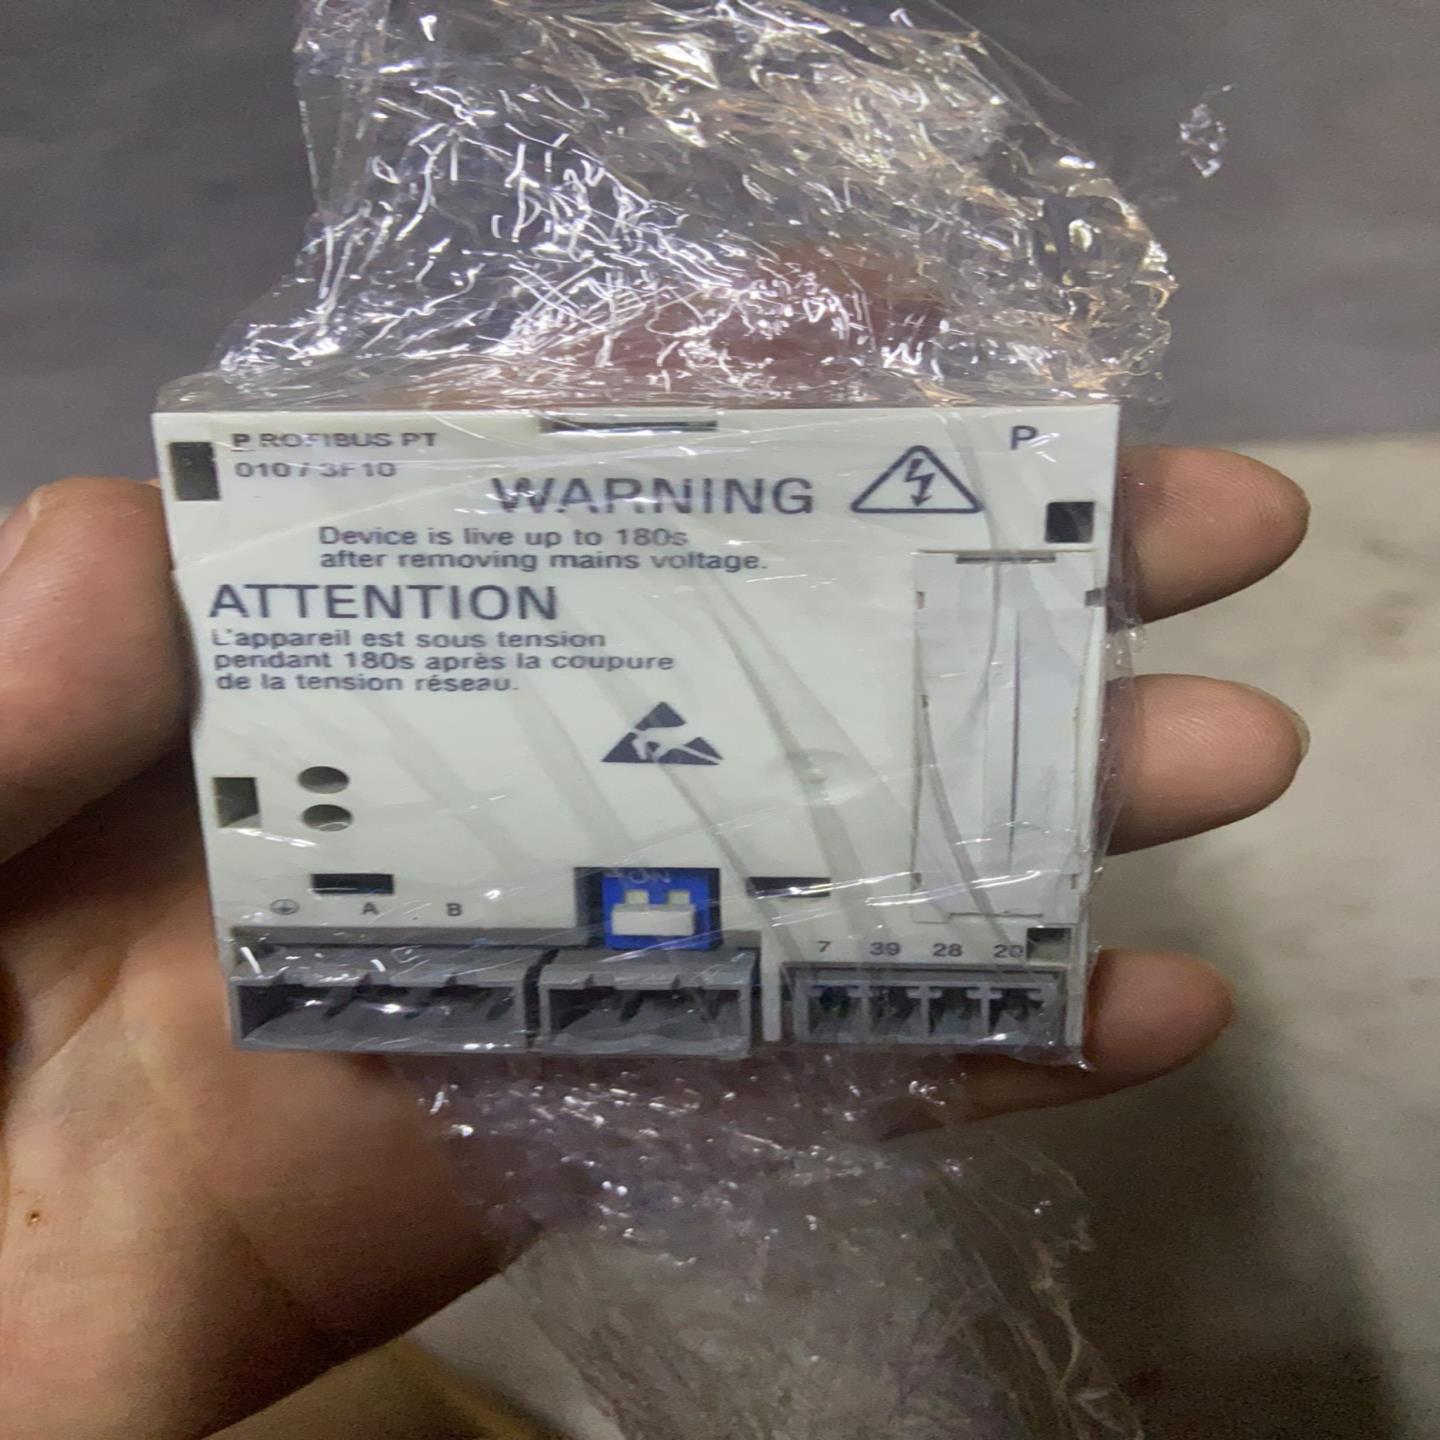 PROFIBUS PT
P
010 / 3F10
WARNING
Device is live up to 180s
after removing mains voltage.
ATTENTION
L'appareil est sous tension
pendant 180s après la coupure
de la tension réseau.
ON
A B
7 39 28 20